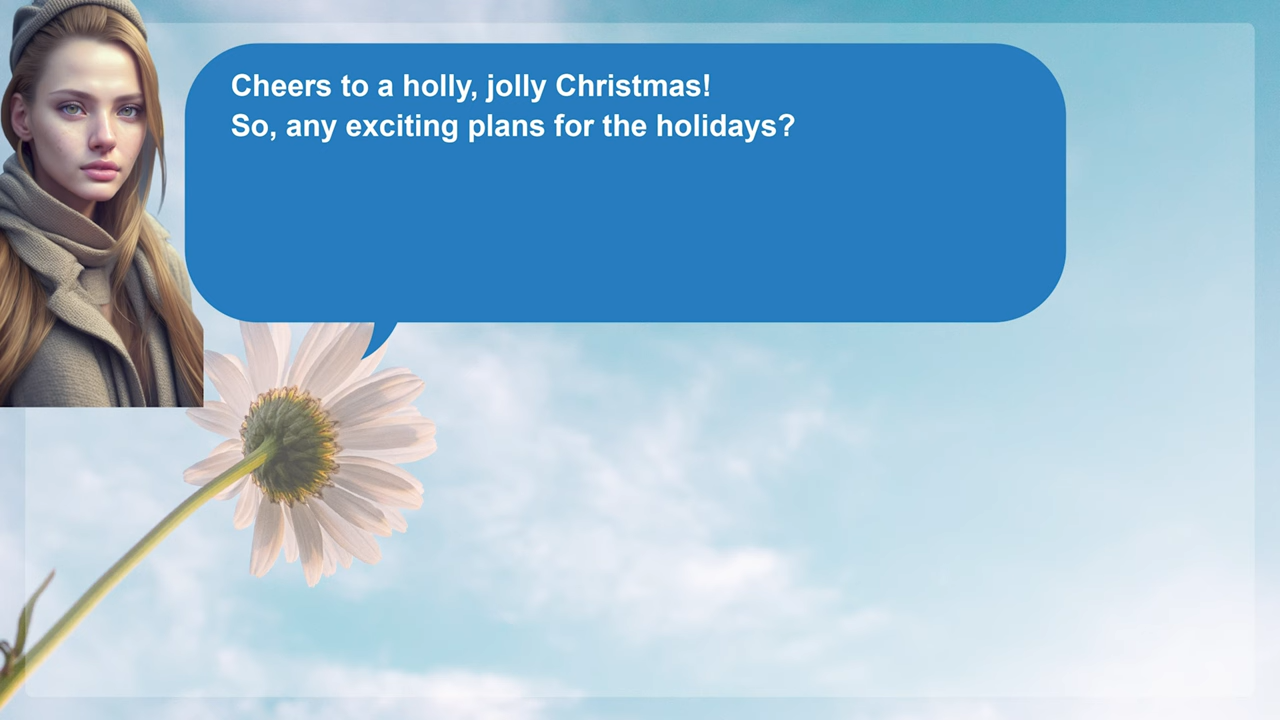 Cheers to a holly, jolly Christmas!
So, any exciting plans for the holidays?